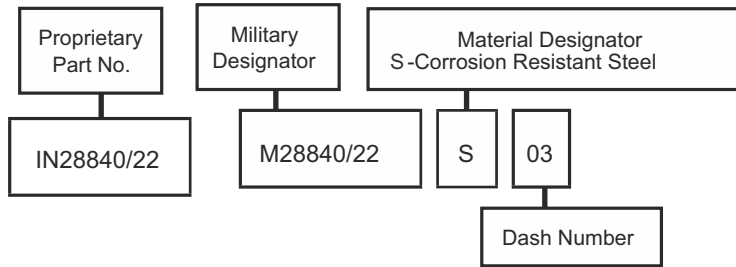 Proprietary
Part No.
Military
Designator
Material Designator
S-Corrosion Resistant Steel
IN28840/22
M28840/22
S
03
Dash Number